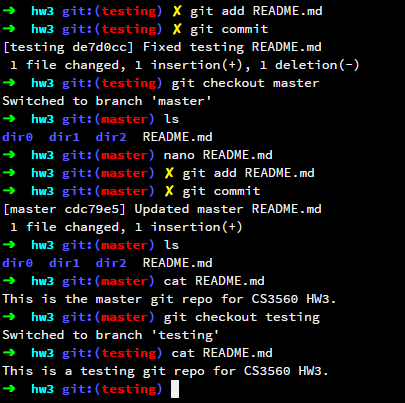 ➜  hw3 git:(testing) ✗ git add README.md
➜  hw3 git:(testing) ✗ git commit
[testing de7d0cc] Fixed testing README.md
 1 file changed, 1 insertion(+), 1 deletion(-)
➜  hw3 git:(testing) git checkout master
Switched to branch 'master'
➜  hw3 git:(master) ls
dir0  dir1  dir2  README.md
➜  hw3 git:(master) nano README.md
➜  hw3 git:(master) ✗ git add README.md
➜  hw3 git:(master) ✗ git commit
[master cdc79e5] Updated master README.md
 1 file changed, 1 insertion(+)
➜  hw3 git:(master) ls
dir0  dir1  dir2  README.md
➜  hw3 git:(master) cat README.md
This is the master git repo for CS3560 HW3.
➜  hw3 git:(master) git checkout testing
Switched to branch 'testing'
➜  hw3 git:(testing) cat README.md
This is a testing git repo for CS3560 HW3.
➜  hw3 git:(testing)